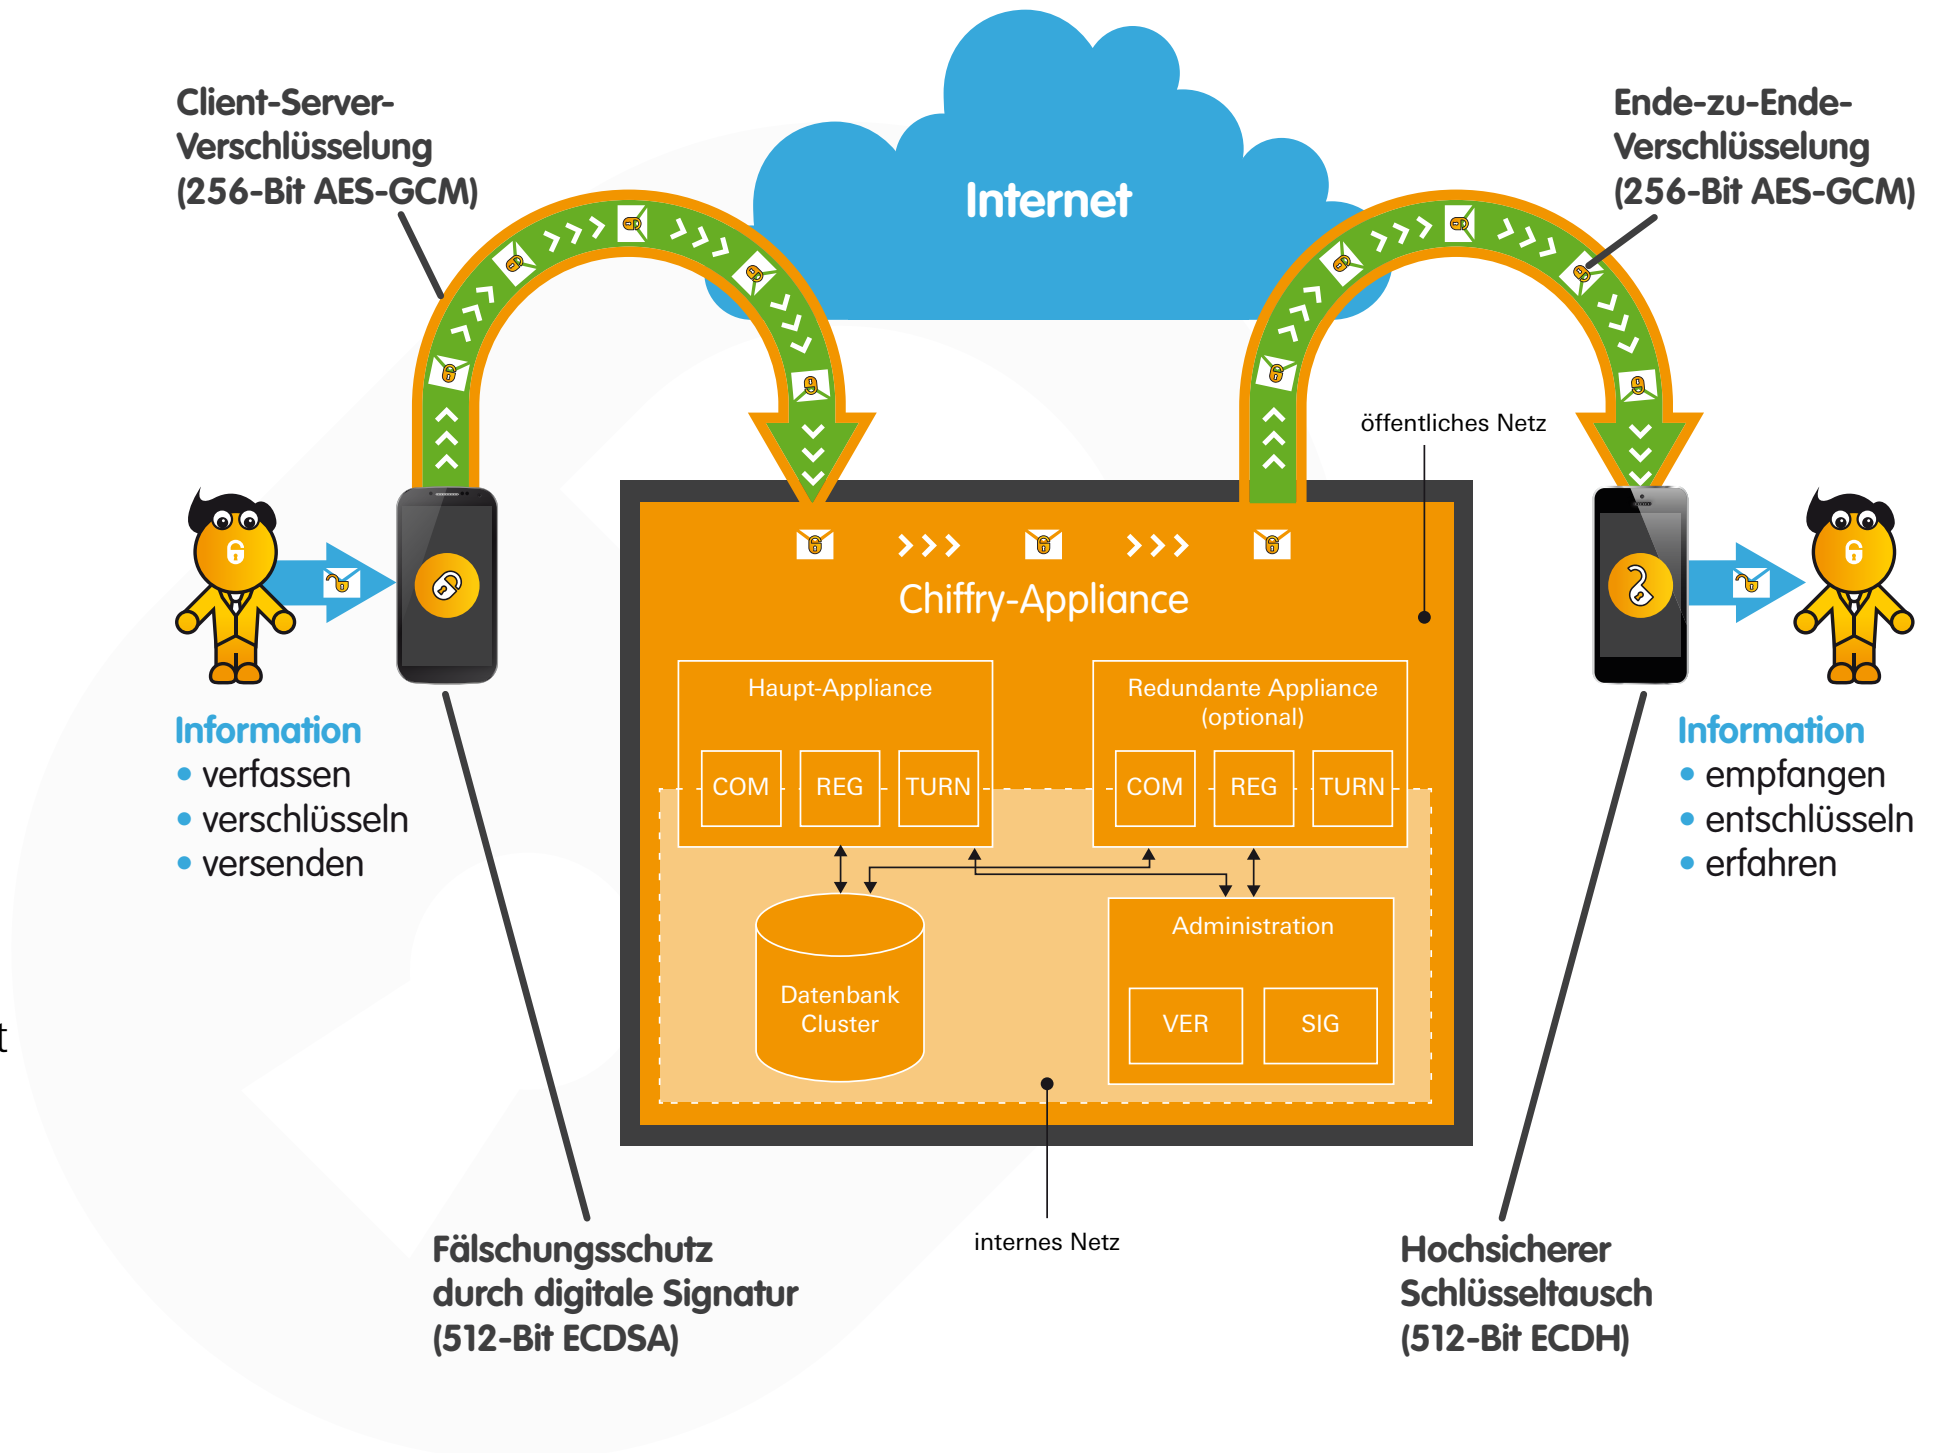 Client-Server-
Verschlüsselung
(256-Bit AES-GCM)
Internet
Ende-zu-Ende-
Verschlüsselung
(256-Bit AES-GCM)
öffentliches Netz
Chiffry-Appliance
Haupt-Appliance
COM REG TURN
Redundante Appliance
(optional)
COM REG TURN
Information
• verfassen
• verschlüsseln
• versenden
Information
• empfangen
• entschlüsseln
• erfahren
Datenbank
Cluster
Administration
VER SIG
t
internes Netz
Fälschungsschutz
durch digitale Signatur
(512-Bit ECDSA)
Hochsicherer
Schlüsseltausch
(512-Bit ECDH)